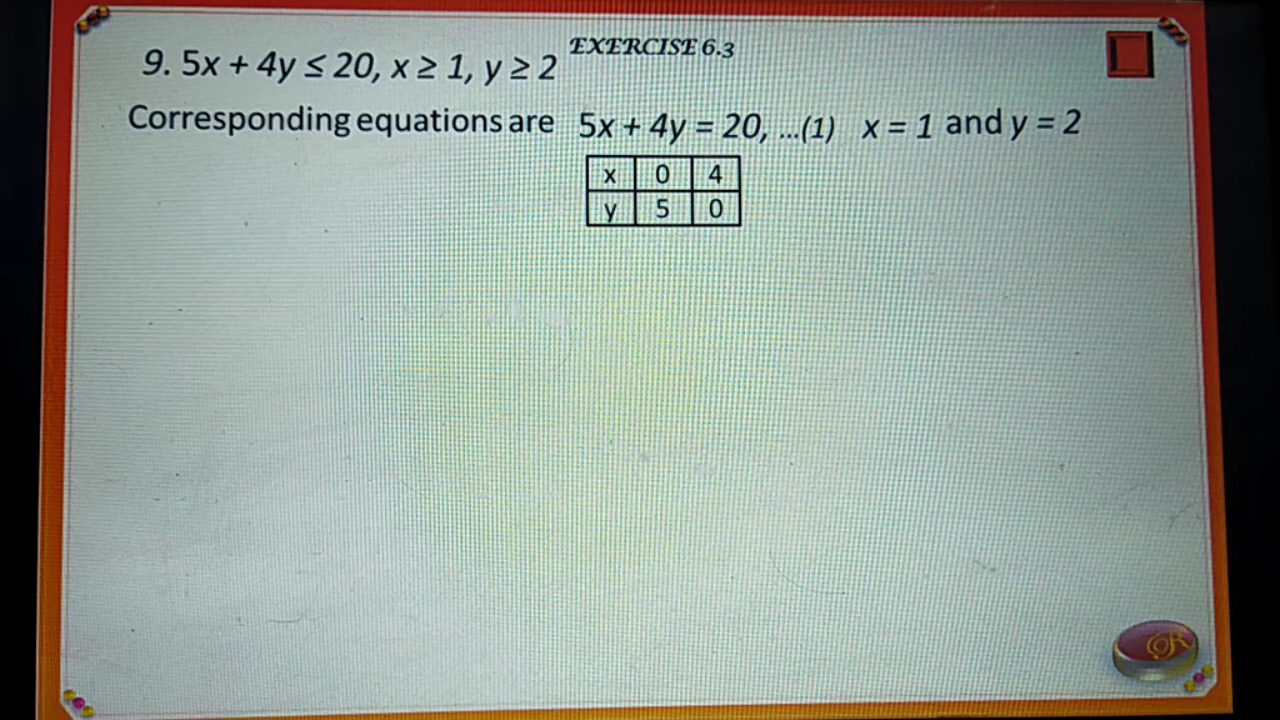 EXERCISE 6.3
9. 5x + 4y ≤ 20, x ≥ 1, y ≥ 2
Corresponding equations are 5x + 4y = 20, ...(1) x = 1 and y = 2
x 0 4
y 5 0